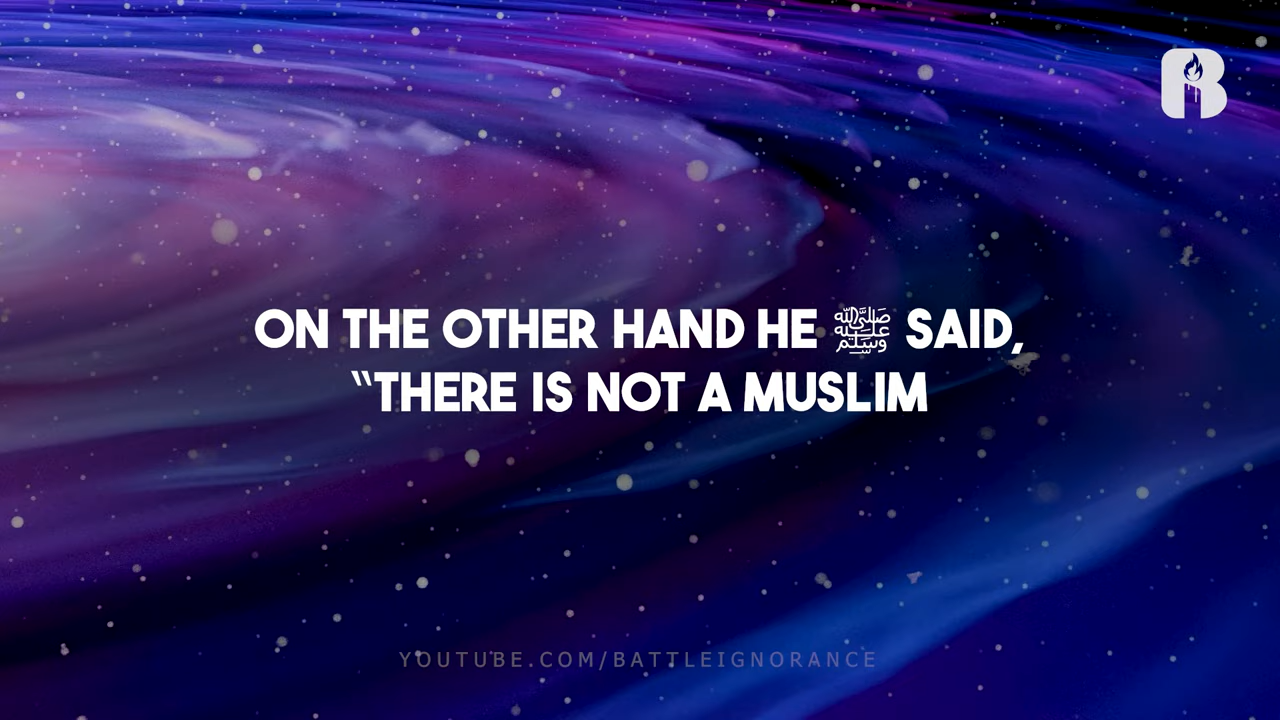 ON THE OTHER HAND HE ﷺ SAID,
“THERE IS NOT A MUSLIM
YOUTUBE.COM/BATTLEIGNORANCE